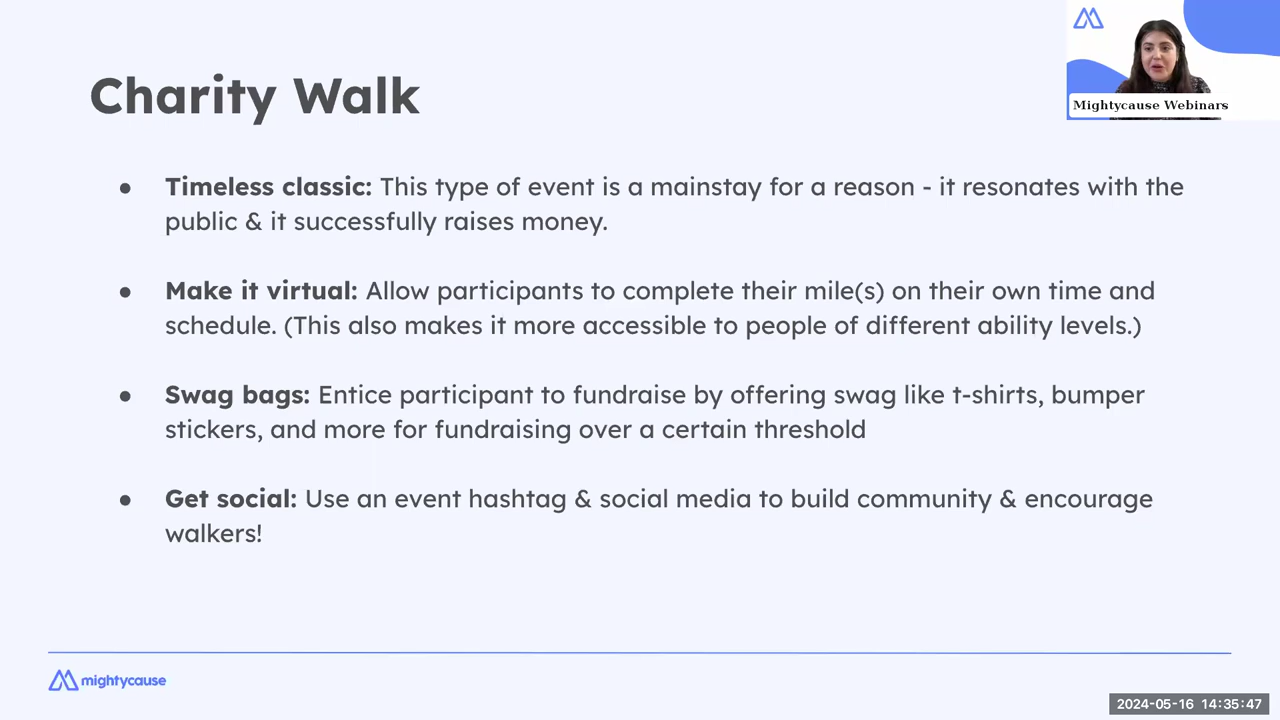 Charity Walk
Mightycause Webinars
● Timeless classic: This type of event is a mainstay for a reason - it resonates with the
public & it successfully raises money.
● Make it virtual: Allow participants to complete their mile(s) on their own time and
schedule. (This also makes it more accessible to people of different ability levels.)
● Swag bags: Entice participant to fundraise by offering swag like t-shirts, bumper
stickers, and more for fundraising over a certain threshold
● Get social: Use an event hashtag & social media to build community & encourage
walkers!
mightycause
2024-05-16 14:35:47